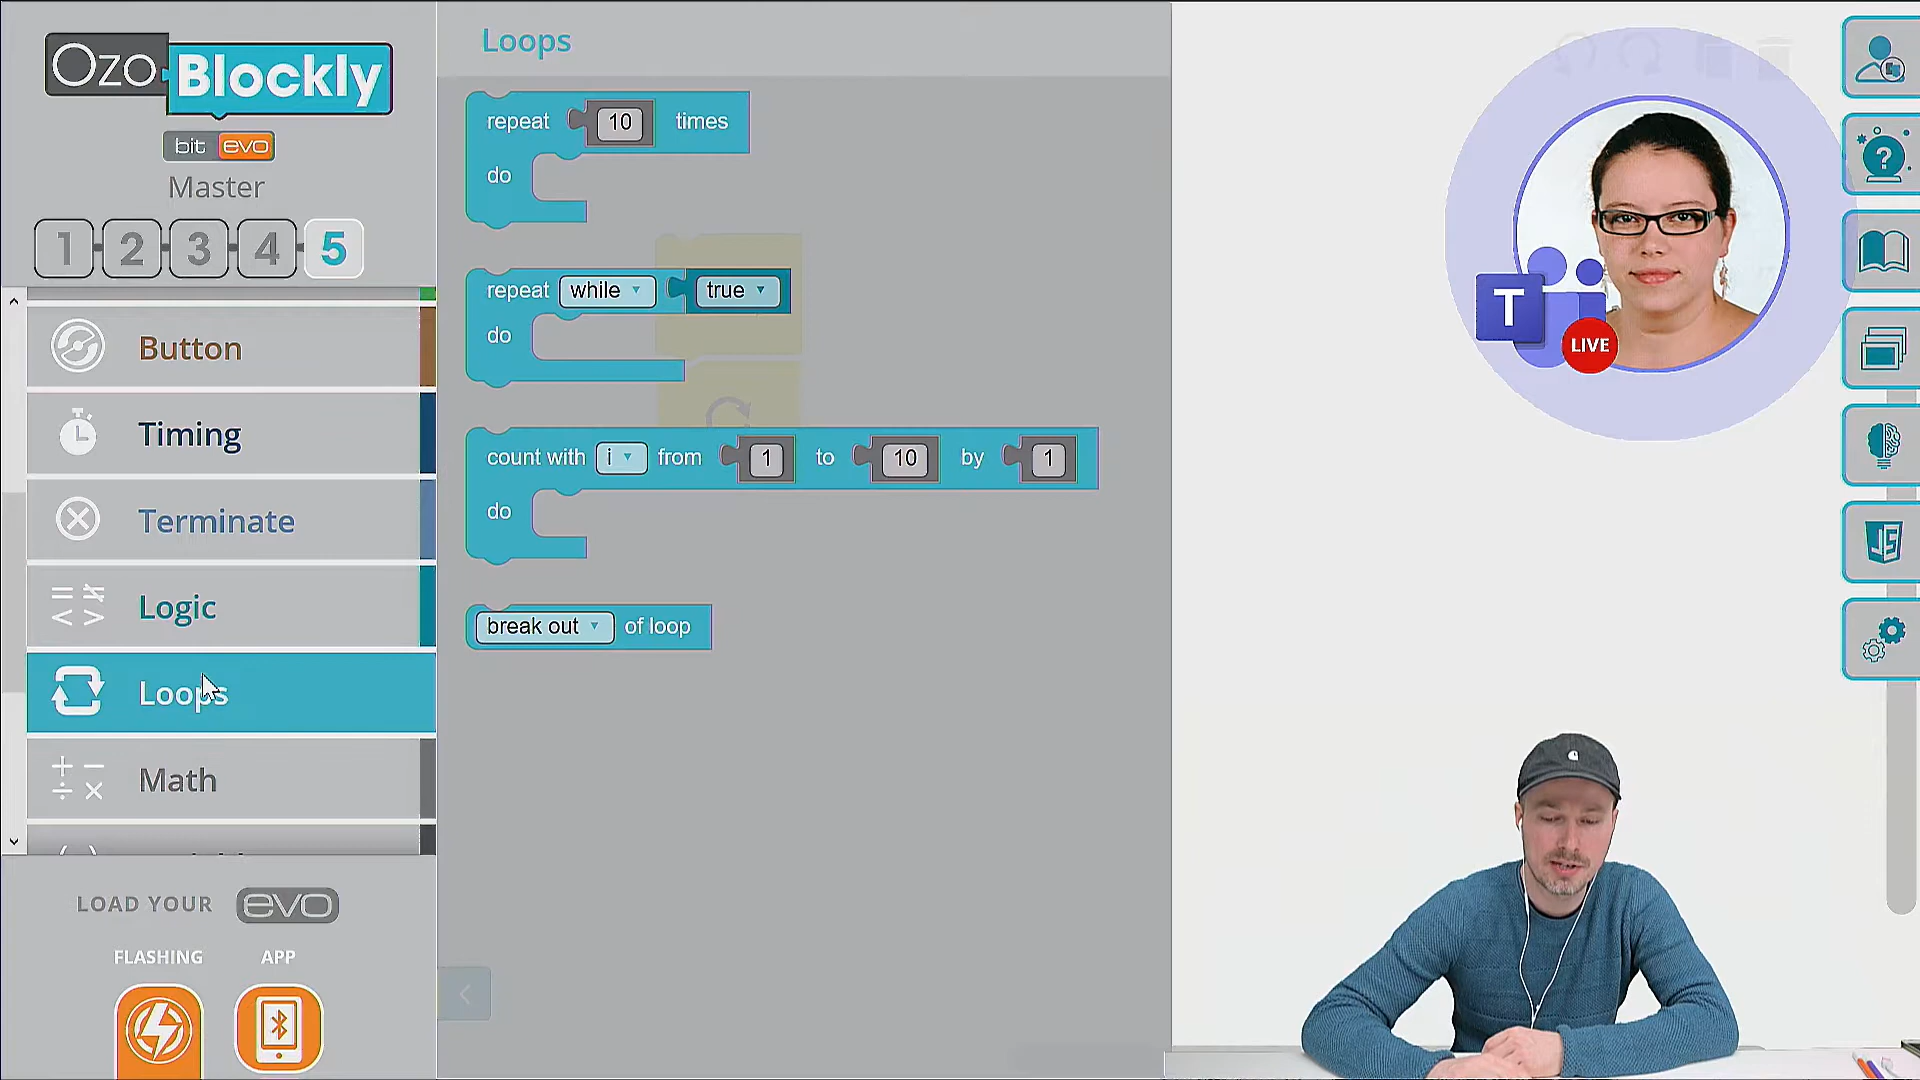 Ozo Blockly
bit evo
Master
1 2 3 4 5
Button
Timing
Terminate
Logic
Loops
Math
LOAD YOUR evo
FLASHING APP
Loops
repeat 10 times
do
repeat while true
do
count with i from 1 to 10 by 1
do
break out of loop
T
LIVE
?
JS